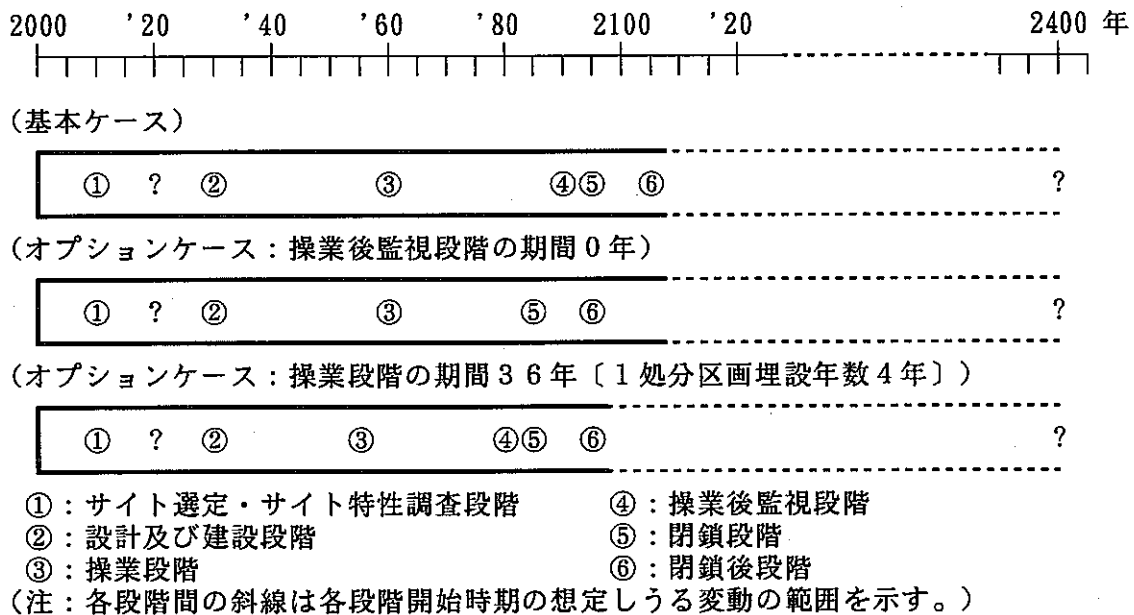 2000 '20 '40 '60 '80 2100 '20 2400 年
(基本ケース)
① ? ② ③ ④⑤ ⑥ ?
(オプションケース:操業後監視段階の期間0年)
① ? ② ③ ⑤ ⑥ ?
(オプションケース:操業段階の期間36年〔1処分区画埋設年数4年〕)
① ? ② ③ ④⑤ ⑥ ?
①:サイト選定・サイト特性調査段階 ④:操業後監視段階
②:設計及び建設段階 ⑤:閉鎖段階
③:操業段階 ⑥:閉鎖後段階
(注:各段階間の斜線は各段階開始時期の想定しうる変動の範囲を示す。)